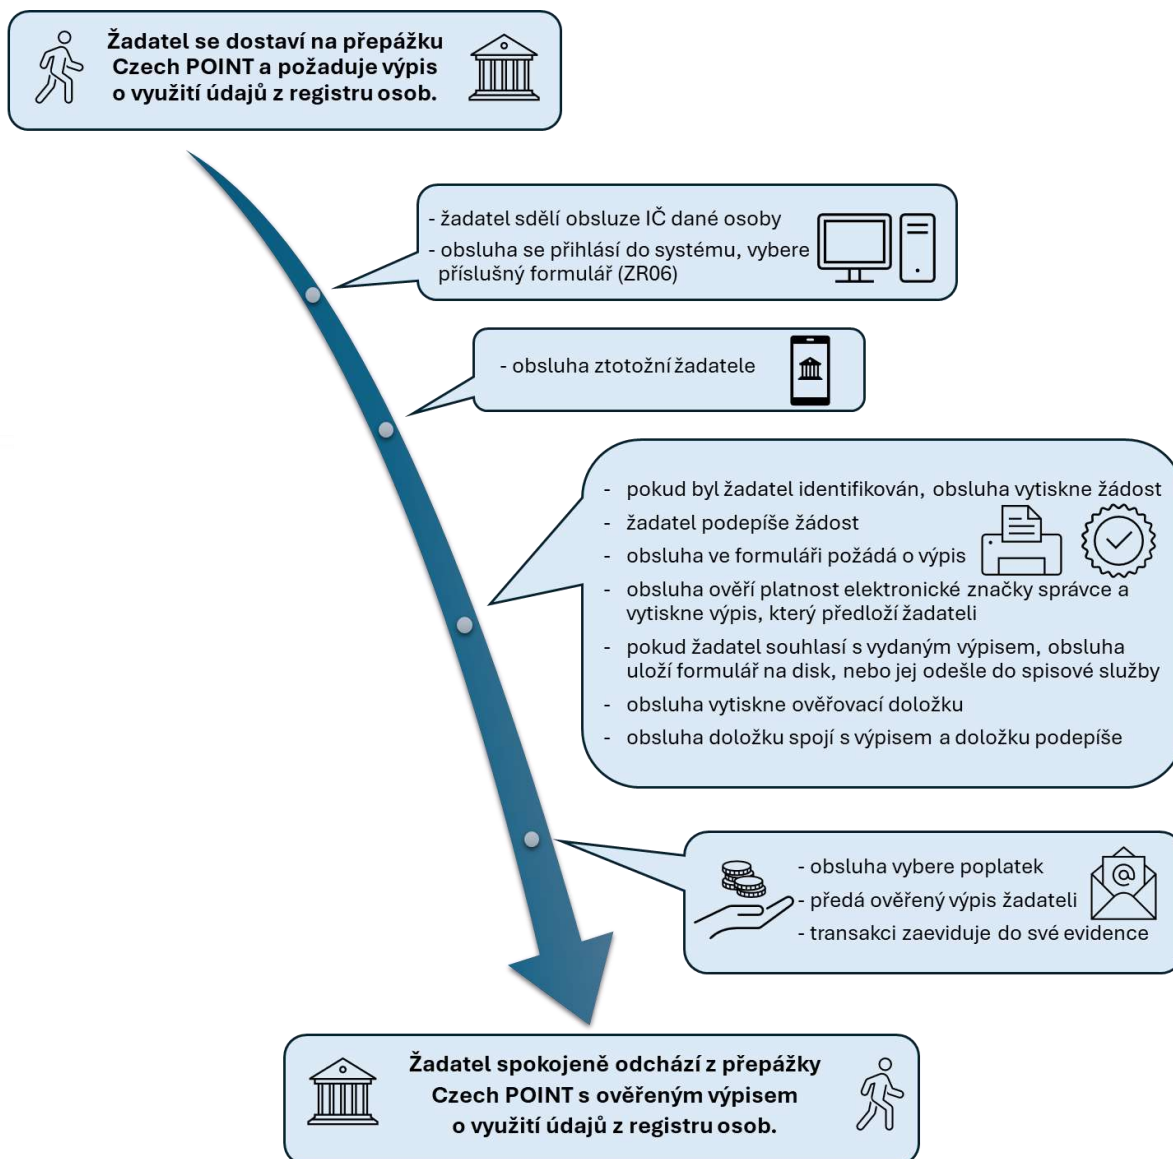 Žadatel se dostaví na přepážku
Czech POINT a požaduje výpis
o využití údajů z registru osob.
- žadatel sdělí obsluze IČ dané osoby
- obsluha se přihlásí do systému, vybere
příslušný formulář (ZR06)
- obsluha ztotožní žadatele
- pokud byl žadatel identifikován, obsluha vytiskne žádost
- žadatel podepíše žádost
- obsluha ve formuláři požádá o výpis
- obsluha ověří platnost elektronické značky správce a
vytiskne výpis, který předloží žadateli
- pokud žadatel souhlasí s vydaným výpisem, obsluha
uloží formulář na disk, nebo jej odešle do spisové služby
- obsluha vytiskne ověřovací doložku
- obsluha doložku spojí s výpisem a doložku podepíše
- obsluha vybere poplatek
- předá ověřený výpis žadateli
- transakci zaeviduje do své evidence
@
Žadatel spokojeně odchází z přepážky
Czech POINT s ověřeným výpisem
o využití údajů z registru osob.